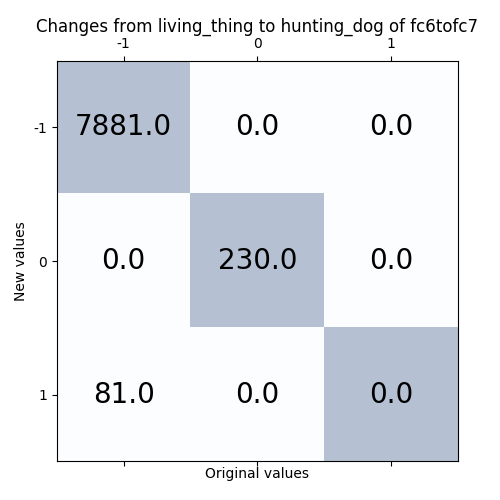 Changes from living_thing to hunting_dog of fc6tofc7
-1 0 1
-1 7881.0 0.0 0.0
New values
0 0.0 230.0 0.0
1 81.0 0.0 0.0
Original values